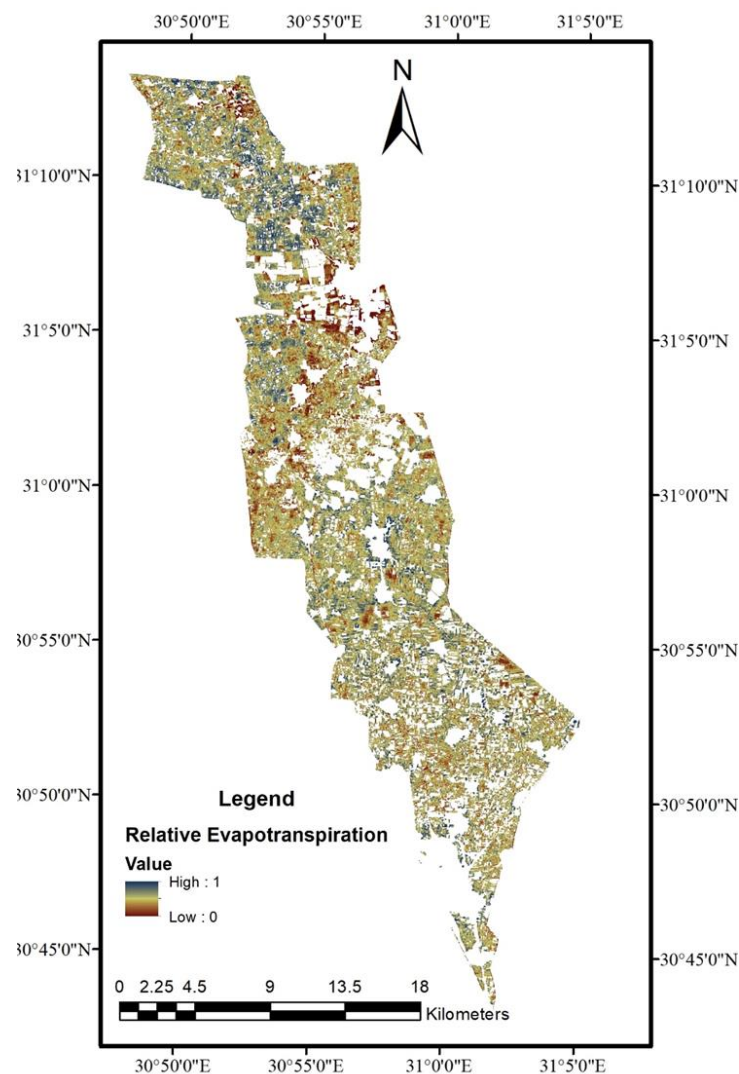 30°50'0"E 30°55'0"E 31°0'0"E 31°5'0"E
N
31°10'0"N
31°10'0"N
31°5'0"N
31°5'0"N
31°0'0"N
31°0'0"N
30°55'0"N
30°55'0"N
30°50'0"N
30°50'0"N
30°45'0"N
30°45'0"N
Legend
Relative Evapotranspiration
Value
High : 1
Low : 0
0 2.25 4.5 9 13.5 18
Kilometers
30°50'0"E 30°55'0"E 31°0'0"E 31°5'0"E